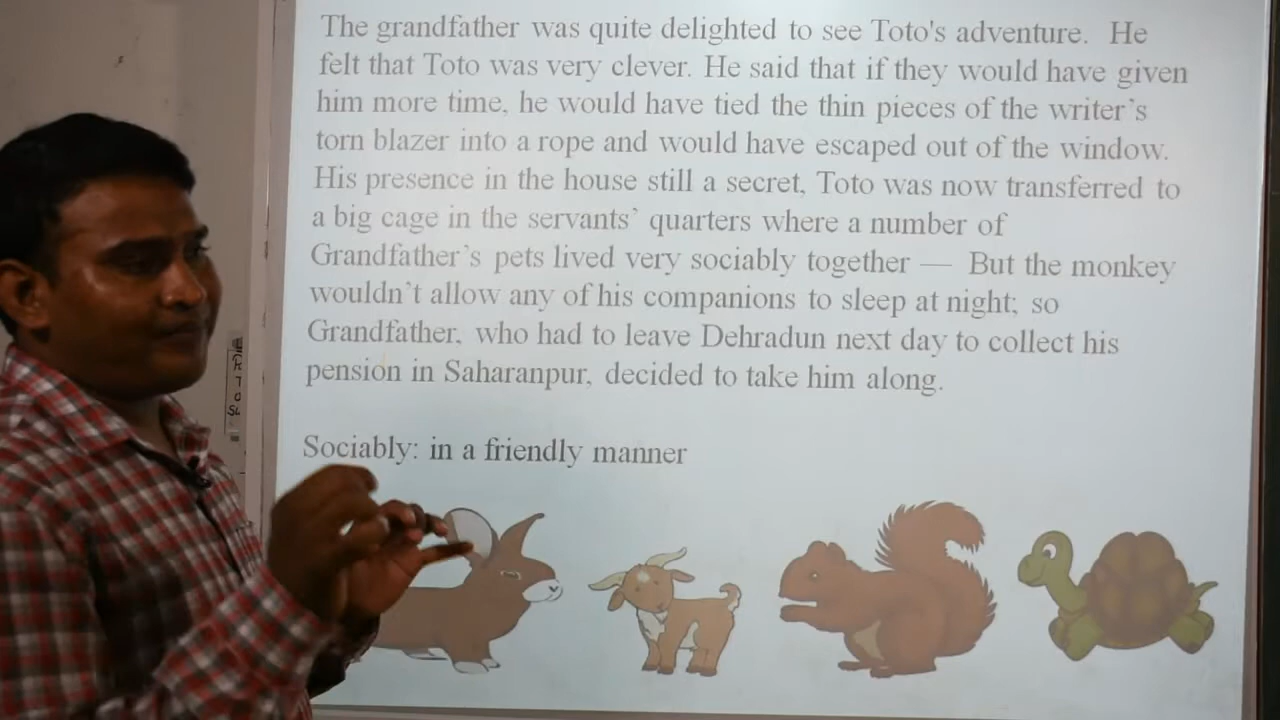 The grandfather was quite delighted to see Toto's adventure. He
felt that Toto was very clever. He said that if they would have given
him more time, he would have tied the thin pieces of the writer's
torn blazer into a rope and would have escaped out of the window.
His presence in the house still a secret, Toto was now transferred to
a big cage in the servants' quarters where a number of
Grandfather's pets lived very sociably together — But the monkey
wouldn't allow any of his companions to sleep at night; so
Grandfather, who had to leave Dehradun next day to collect his
pension in Saharanpur, decided to take him along.
Sociably: in a friendly manner